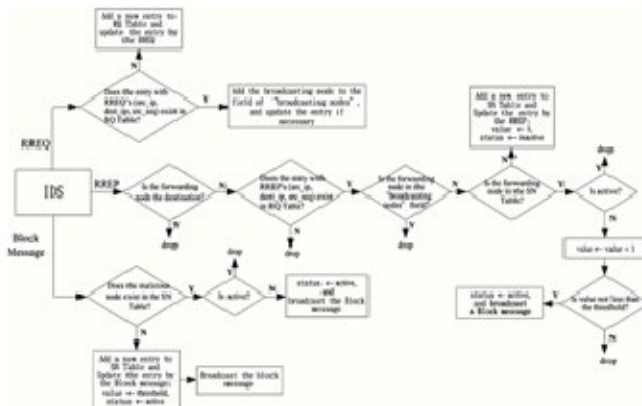 Add a new entry to
RQ Table and
update the entry by
the RREQ
N
Does the entry with
RREQ's (src_ip,
dest_ip, src_seq) exist in
RQ Table?
Y
Add the broadcasting node to the
field of "broadcasting nodes",
and update the entry if
necessary
RREQ
IDS
RREP
Is the forwarding
node the destination?
N
drop
Does the entry with
RREP's (src_ip,
dest_ip) exist in RQ Table?
Y
N
drop
Is the forwarding
node in the
"broadcasting
nodes"
Y
drop
N
Is the forwarding
node in the SN
Table?
N
Add a new entry to
SN Table and
Update the entry by
the RREP;
value ← 1,
status ← inactive
Y
Is active?
Y
drop
N
value ← value + 1
Is value not less than
the threshold?
Y
status ← active,
and broadcast
a Block message
N
drop
Block
Message
Does the malicious
node exist in the SN
Table?
Y
Is active?
Y
drop
N
status ← active,
and
broadcast the Block
message
N
Add a new entry to
SN Table and
Update the entry by
the Block message;
value ← threshold,
status ← active
Broadcast the block
message